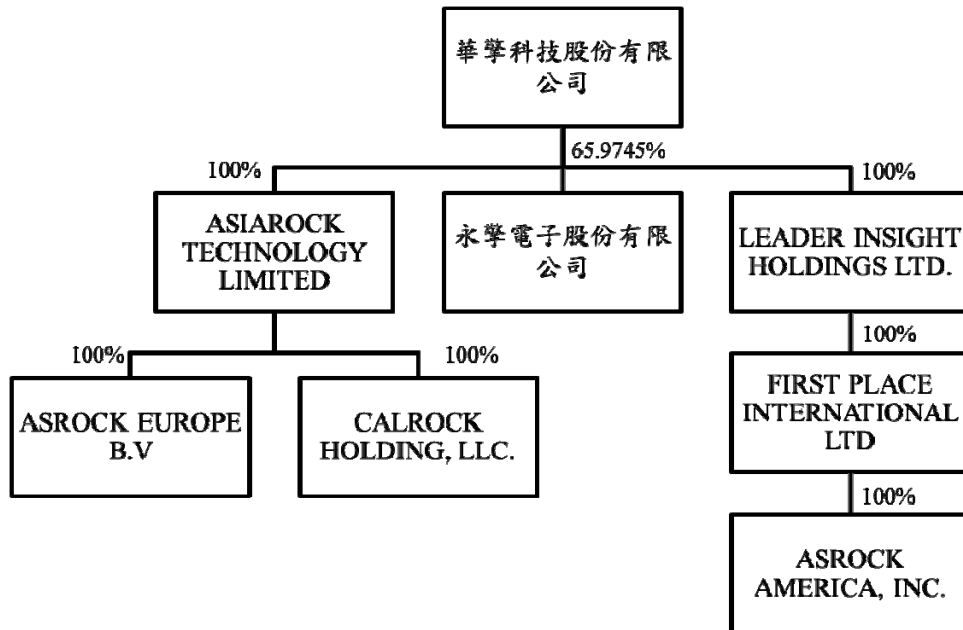 華擎科技股份有限
公司
65.9745%
100%
100%
ASIAROCK
TECHNOLOGY
LIMITED
永擎電子股份有限
公司
LEADER INSIGHT
HOLDINGS LTD.
100%
100%
100%
ASROCK EUROPE
B.V
CALROCK
HOLDING, LLC.
FIRST PLACE
INTERNATIONAL
LTD
100%
ASROCK
AMERICA, INC.